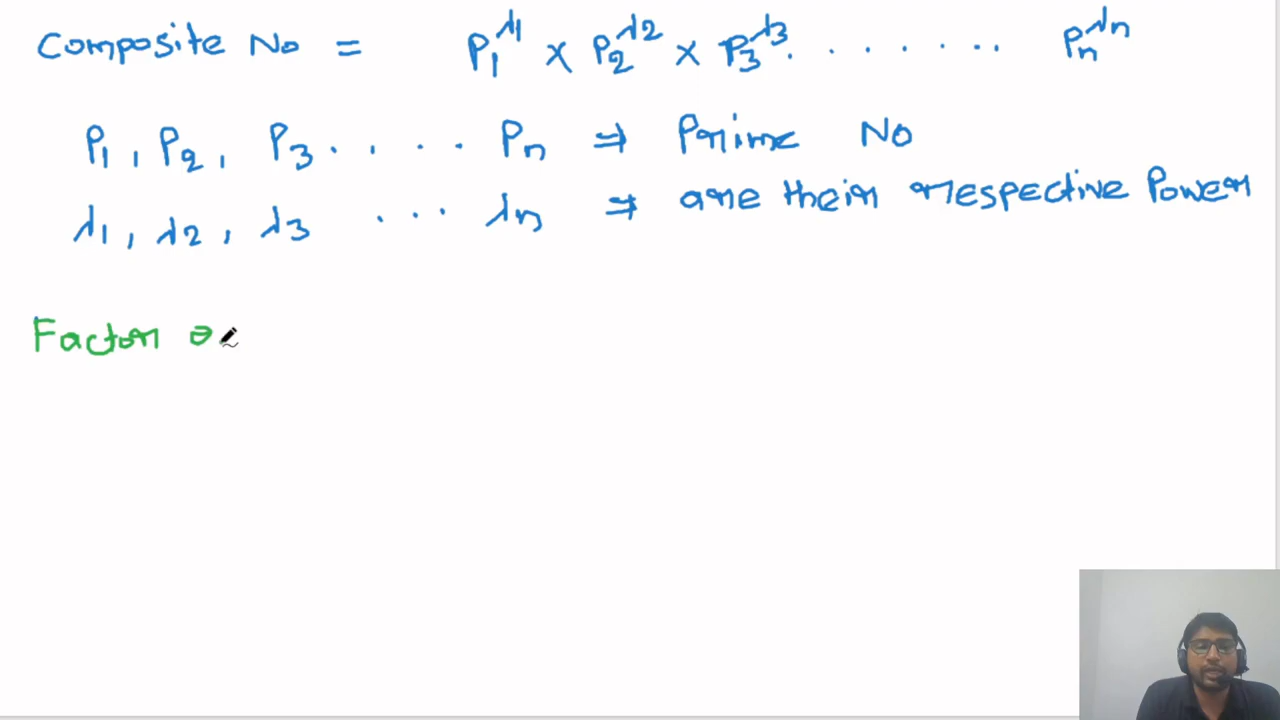 Composite No = P₁^λ1 × P₂^λ2 × P₃^λ3 . . . . . . . Pₙ^λn
P₁, P₂, P₃ . . . . . Pₙ ⇒ Prime No
λ1, λ2, λ3 . . . λn ⇒ are their respective Power
Factor ⇒